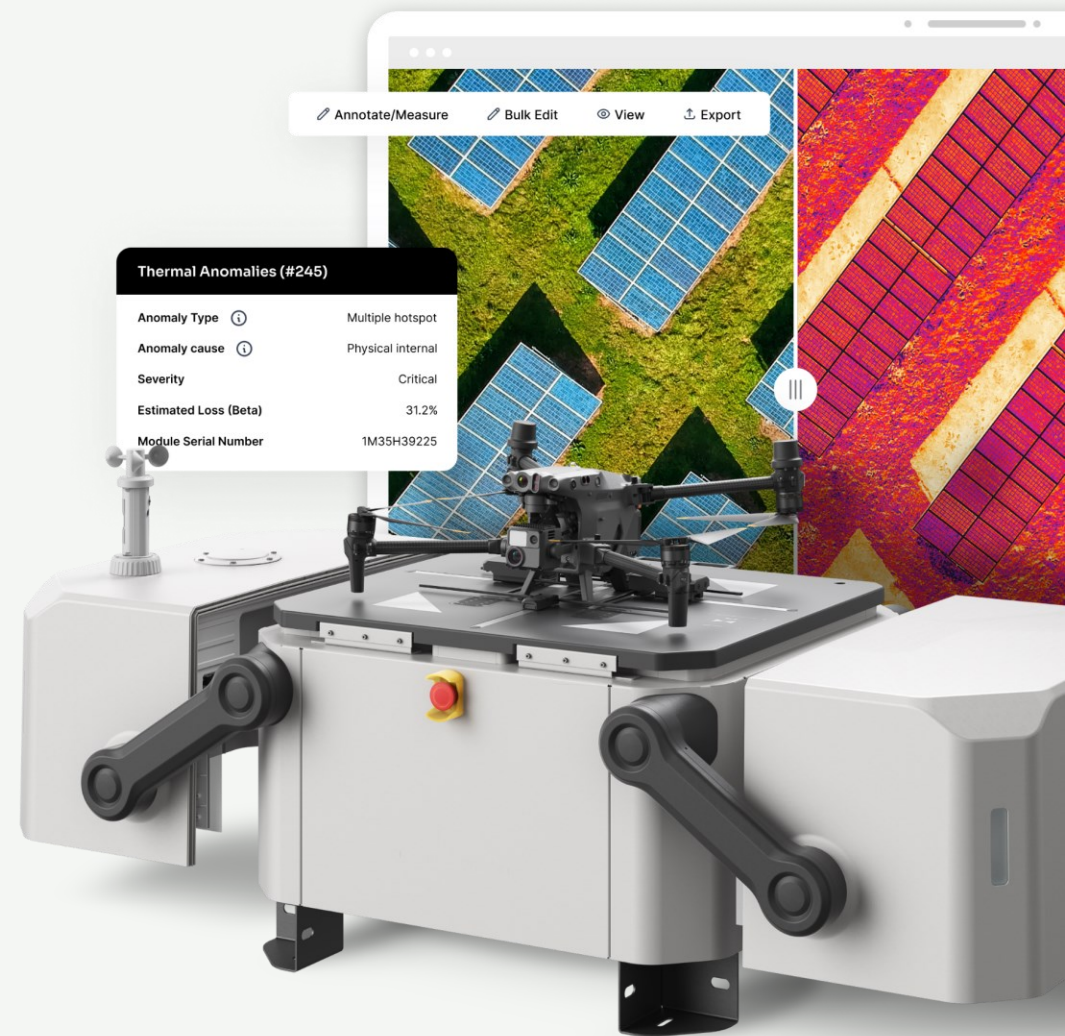 Annotate/Measure Bulk Edit View Export
Thermal Anomalies (#245)
Anomaly Type Multiple hotspot
Anomaly cause Physical internal
Severity Critical
Estimated Loss (Beta) 31.2%
Module Serial Number 1M35H39225